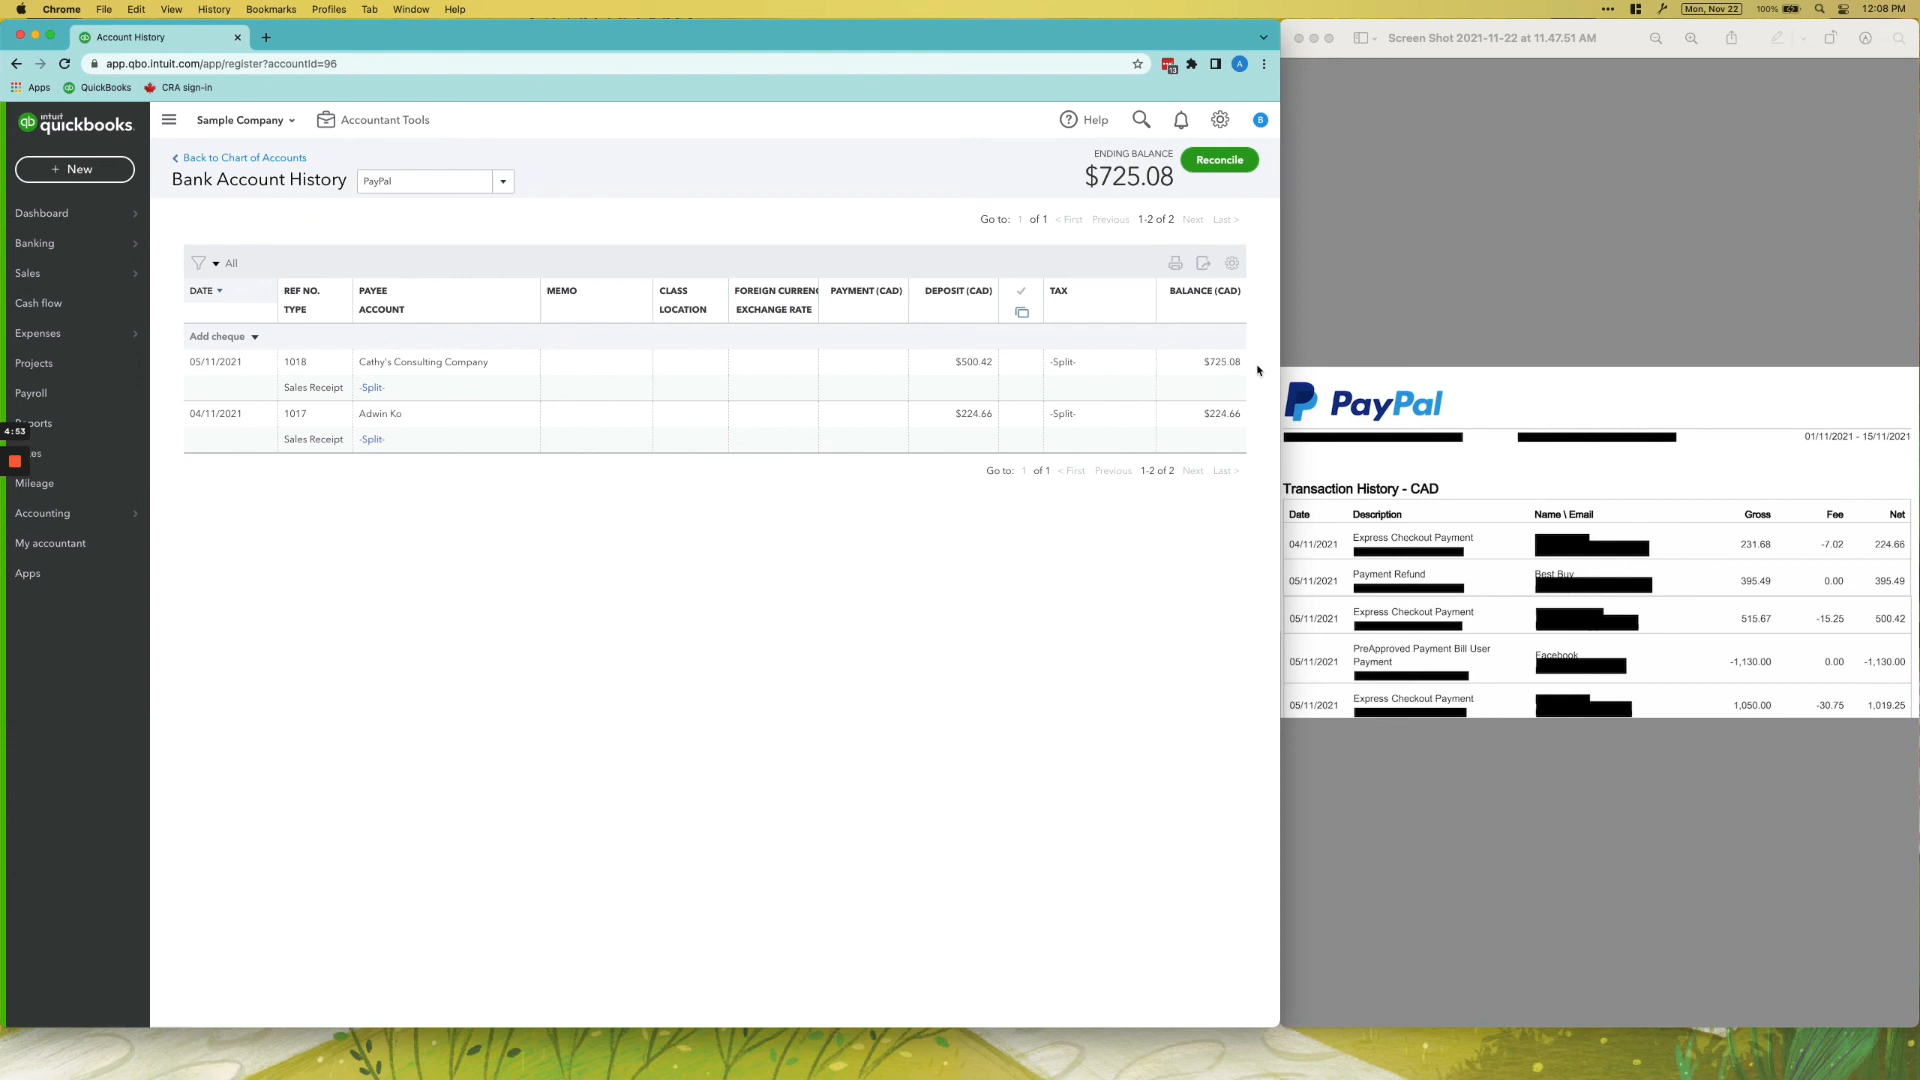 Chrome File Edit View History Bookmarks Profiles Tab Window Help
Mon, Nov 22 100% 12:08 PM
Account History
app.qbo.intuit.com/app/register?accountId=96
13
A
Apps QuickBooks CRA sign-in
Screen Shot 2021-11-22 at 11.47.51 AM
intuit quickbooks.
Sample Company Accountant Tools Help B
+ New
Back to Chart of Accounts
Bank Account History PayPal
ENDING BALANCE
$725.08
Reconcile
Go to: 1 of 1 < First Previous 1-2 of 2 Next Last >
Dashboard
Banking
Sales
Cash flow
Expenses
Projects
Payroll
Mileage
Accounting
My accountant
Apps
4:53
All
DATE REF NO. PAYEE MEMO CLASS FOREIGN CURRENC PAYMENT (CAD) DEPOSIT (CAD) TAX BALANCE (CAD)
TYPE ACCOUNT LOCATION EXCHANGE RATE
Add cheque
05/11/2021 1018 Cathy's Consulting Company $500.42 -Split- $725.08
Sales Receipt -Split-
04/11/2021 1017 Adwin Ko $224.66 -Split- $224.66
Sales Receipt -Split-
Go to: 1 of 1 < First Previous 1-2 of 2 Next Last >
PayPal
01/11/2021 - 15/11/2021
Transaction History - CAD
Date Description Name \ Email Gross Fee Net
04/11/2021 Express Checkout Payment 231.68 -7.02 224.66
05/11/2021 Payment Refund Best Buy 395.49 0.00 395.49
05/11/2021 Express Checkout Payment 515.67 -15.25 500.42
05/11/2021 PreApproved Payment Bill User Payment Facebook -1,130.00 0.00 -1,130.00
05/11/2021 Express Checkout Payment 1,050.00 -30.75 1,019.25